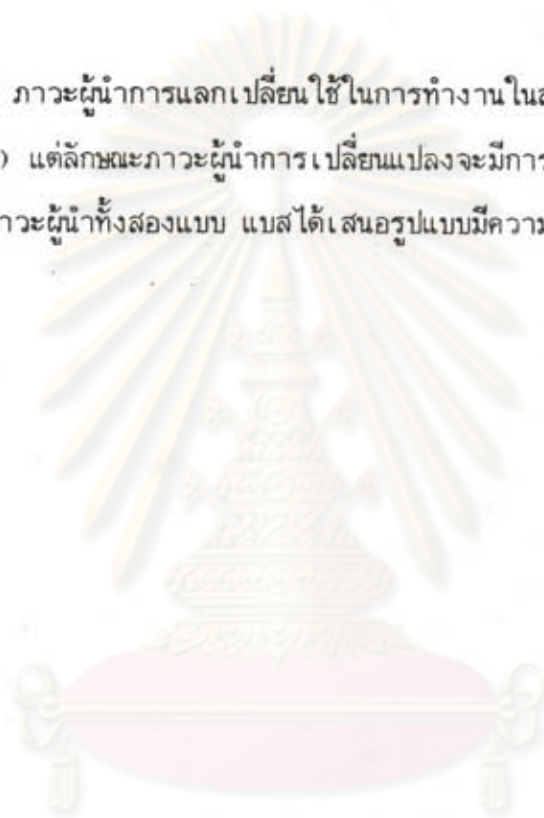 ภาวะผู้นำการแลกเปลี่ยนใช้ในการทำงานใน
) แต่ลักษณะภาวะผู้นำการเปลี่ยนแปลงจะมีการ
าวะผู้นำทั้งสองแบบ แบสได้เสนอรูปแบบมีความ